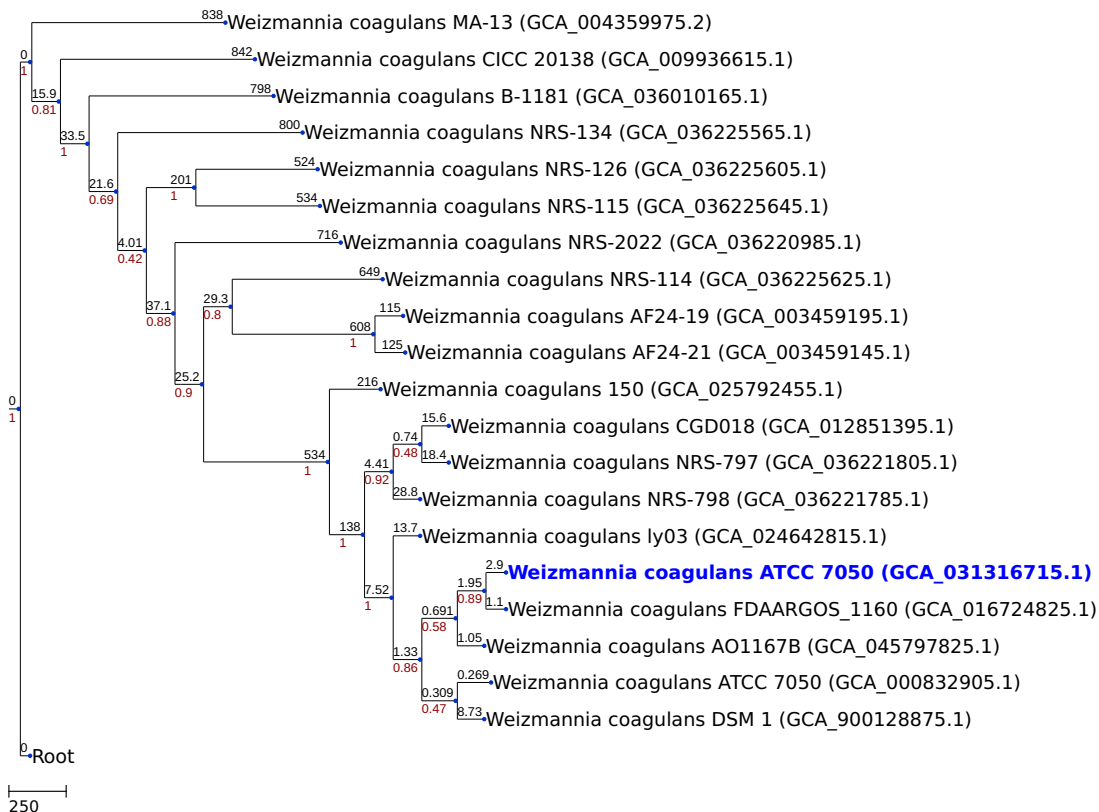 838 Weizmannia coagulans MA-13 (GCA_004359975.2)
842 Weizmannia coagulans CICC 20138 (GCA_009936615.1)
0
1
798 Weizmannia coagulans B-1181 (GCA_036010165.1)
15.9
0.81
800 Weizmannia coagulans NRS-134 (GCA_036225565.1)
33.5
1
524 Weizmannia coagulans NRS-126 (GCA_036225605.1)
21.6
0.69
201
1
534 Weizmannia coagulans NRS-115 (GCA_036225645.1)
4.01
0.42
716 Weizmannia coagulans NRS-2022 (GCA_036220985.1)
649 Weizmannia coagulans NRS-114 (GCA_036225625.1)
37.1
0.88
29.3
0.8
115 Weizmannia coagulans AF24-19 (GCA_003459195.1)
608
1
125 Weizmannia coagulans AF24-21 (GCA_003459145.1)
25.2
0.9
216 Weizmannia coagulans 150 (GCA_025792455.1)
0
1
15.6 Weizmannia coagulans CGD018 (GCA_012851395.1)
0.74
0.48
534
1
18.4 Weizmannia coagulans NRS-797 (GCA_036221805.1)
4.41
0.92
28.8 Weizmannia coagulans NRS-798 (GCA_036221785.1)
138
1
13.7 Weizmannia coagulans ly03 (GCA_024642815.1)
2.9 Weizmannia coagulans ATCC 7050 (GCA_031316715.1)
7.52
1
1.95
0.89
1.1 Weizmannia coagulans FDAARGOS_1160 (GCA_016724825.1)
0.691
0.58
1.05 Weizmannia coagulans AO1167B (GCA_045797825.1)
1.33
0.86
0.269 Weizmannia coagulans ATCC 7050 (GCA_000832905.1)
0.309
0.47
8.73 Weizmannia coagulans DSM 1 (GCA_900128875.1)
0 Root
250